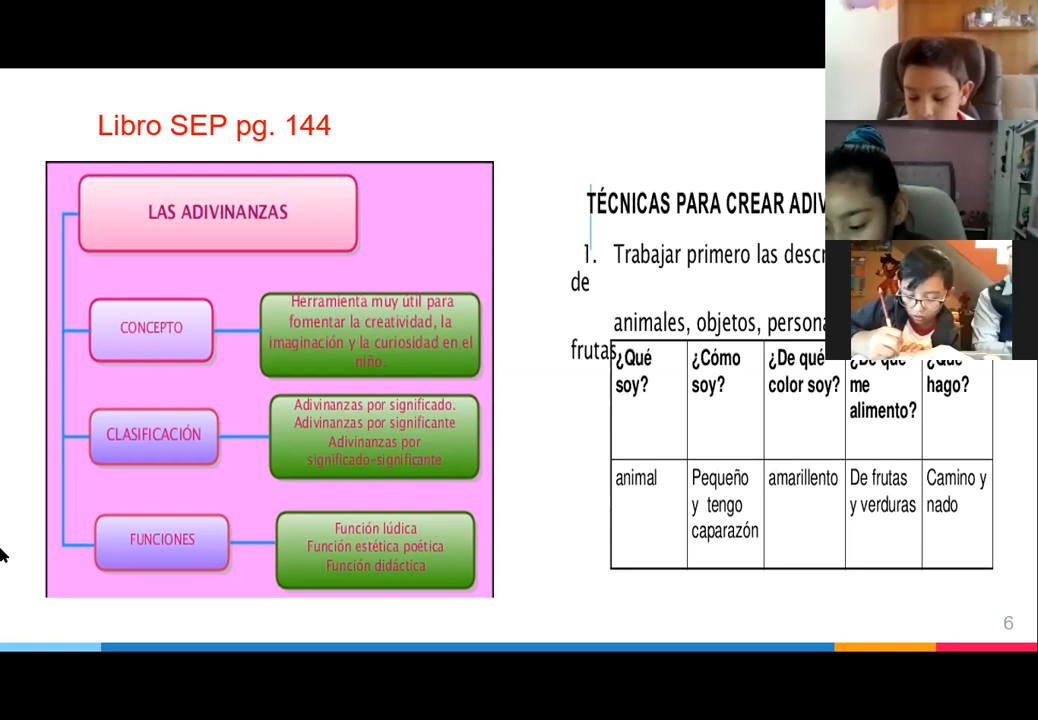 Libro SEP pg. 144
LAS ADIVINANZAS
CONCEPTO
Herramienta muy útil para
fomentar la creatividad, la
imaginación y la curiosidad en el
niño.
CLASIFICACIÓN
Adivinanzas por significado.
Adivinanzas por significante
Adivinanzas por
significado-significante
FUNCIONES
Función lúdica
Función estética poética
Función didáctica
TÉCNICAS PARA CREAR ADIV
1. Trabajar primero las descr
de
animales, objetos, persona
frutas
¿Qué
soy?
¿Cómo
soy?
¿De qué
color soy?
¿De que
me
alimento?
¿Que
hago?
animal
Pequeño
y tengo
caparazón
amarillento
De frutas
y verduras
Camino y
nado
6